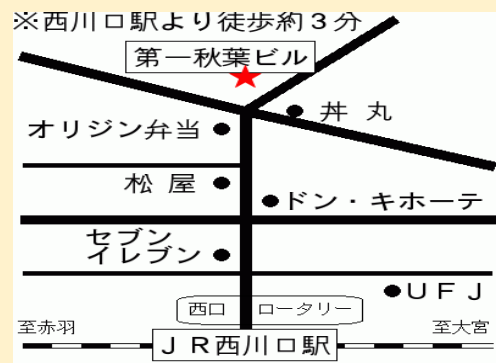 ※西川口駅より徒歩約３分
第一秋葉ビル
丼丸
オリジン弁当
松屋
ドン・キホーテ
セブン
イレブン
ＵＦＪ
西口 ロータリー
至赤羽
至大宮
ＪＲ西川口駅